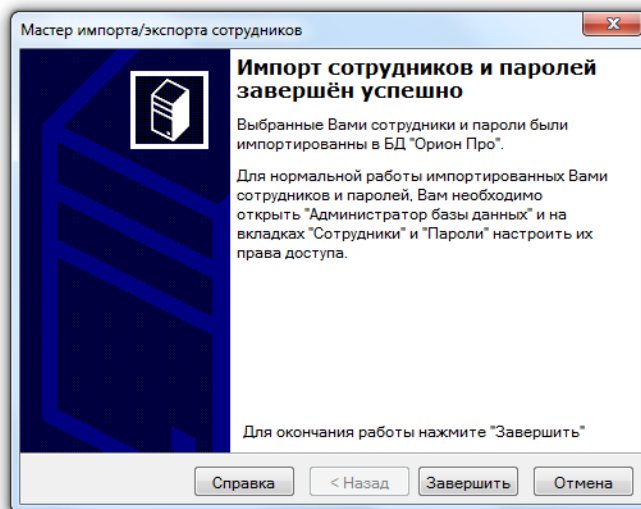 Мастер импорта/экспорта сотрудников
Импорт сотрудников и паролей
завершён успешно
Выбранные Вами сотрудники и пароли были
импортированны в БД "Орион Про".
Для нормальной работы импортированных Вами
сотрудников и паролей, Вам необходимо
открыть "Администратор базы данных" и на
вкладках "Сотрудники" и "Пароли" настроить их
права доступа.
Для окончания работы нажмите "Завершить"
Справка < Назад Завершить Отмена